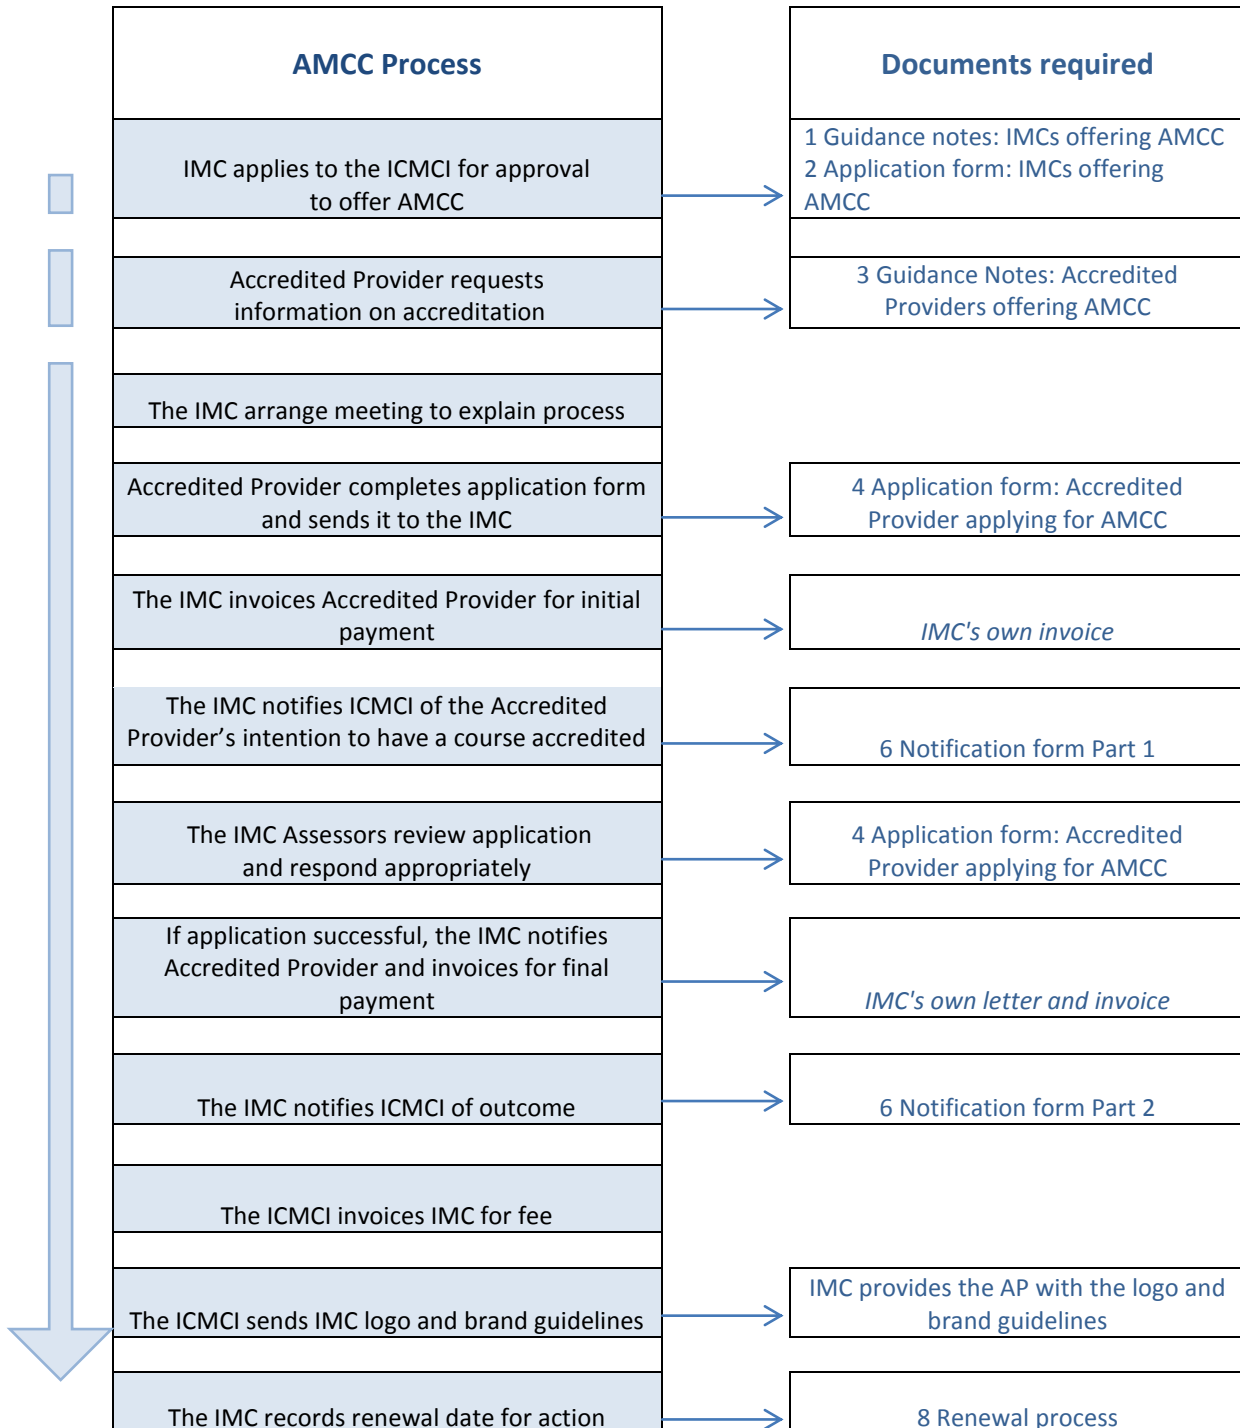 AMCC Process
Documents required
IMC applies to the ICMCI for approval
to offer AMCC
1 Guidance notes: IMCs offering AMCC
2 Application form: IMCs offering
AMCC
Accredited Provider requests
information on accreditation
3 Guidance Notes: Accredited
Providers offering AMCC
The IMC arrange meeting to explain process
Accredited Provider completes application form
and sends it to the IMC
4 Application form: Accredited
Provider applying for AMCC
The IMC invoices Accredited Provider for initial
payment
IMC's own invoice
The IMC notifies ICMCI of the Accredited
Provider’s intention to have a course accredited
6 Notification form Part 1
The IMC Assessors review application
and respond appropriately
4 Application form: Accredited
Provider applying for AMCC
If application successful, the IMC notifies
Accredited Provider and invoices for final
payment
IMC's own letter and invoice
The IMC notifies ICMCI of outcome
6 Notification form Part 2
The ICMCI invoices IMC for fee
The ICMCI sends IMC logo and brand guidelines
IMC provides the AP with the logo and
brand guidelines
The IMC records renewal date for action
8 Renewal process